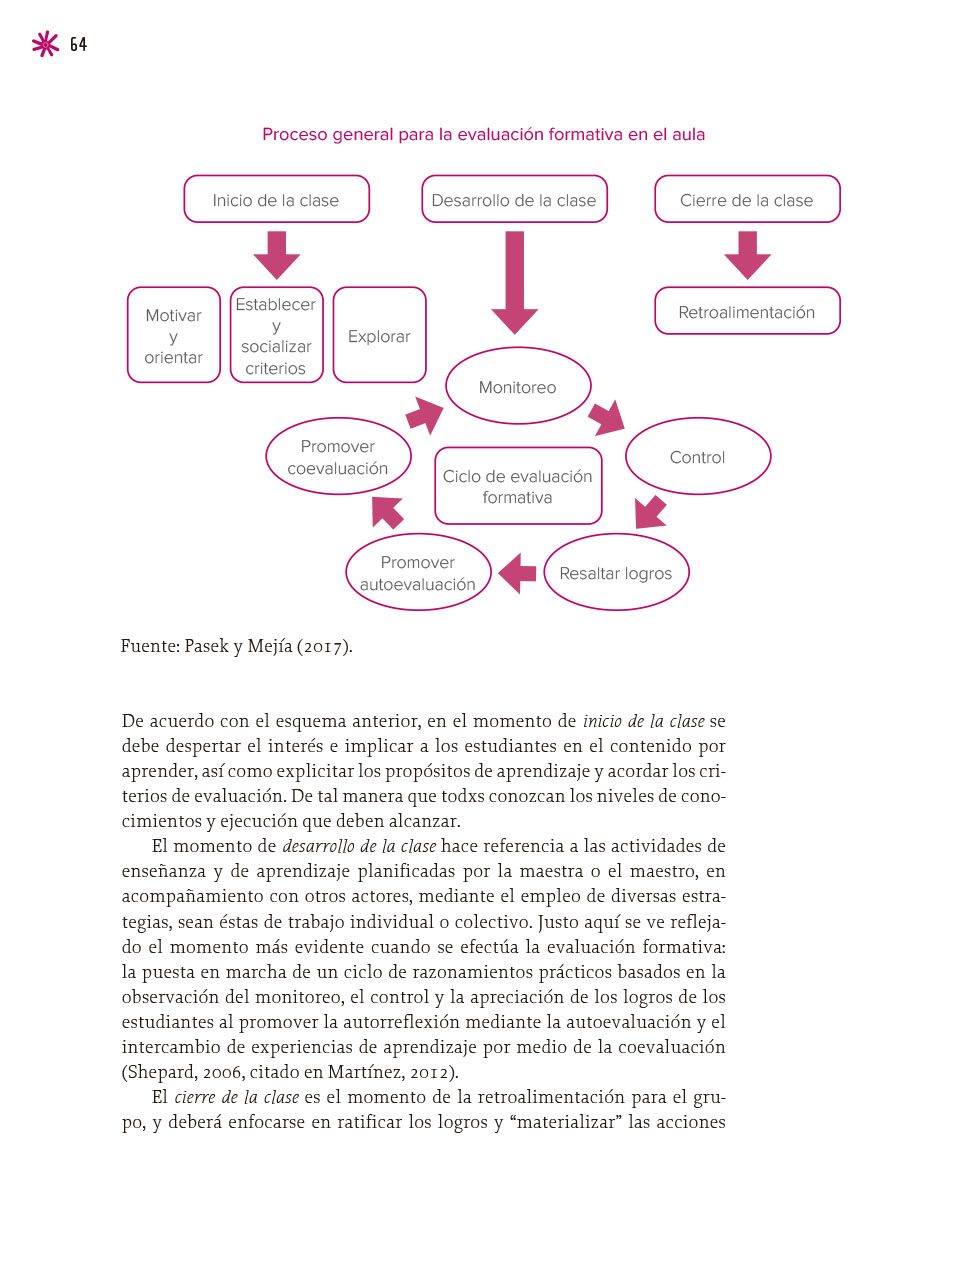 64
Proceso general para la evaluación formativa en el aula
Inicio de la clase
Desarrollo de la clase
Cierre de la clase
Motivar
y
orientar
Establecer
y
socializar
criterios
Explorar
Retroalimentación
Monitoreo
Promover
coevaluación
Control
Ciclo de evaluación
formativa
Promover
autoevaluación
Resaltar logros
Fuente: Pasek y Mejía (2017).
De acuerdo con el esquema anterior, en el momento de inicio de la clase se
debe despertar el interés e implicar a los estudiantes en el contenido por
aprender, así como explicitar los propósitos de aprendizaje y acordar los cri-
terios de evaluación. De tal manera que todxs conozcan los niveles de cono-
cimientos y ejecución que deben alcanzar.
El momento de desarrollo de la clase hace referencia a las actividades de
enseñanza y de aprendizaje planificadas por la maestra o el maestro, en
acompañamiento con otros actores, mediante el empleo de diversas estra-
tegias, sean éstas de trabajo individual o colectivo. Justo aquí se ve refleja-
do el momento más evidente cuando se efectúa la evaluación formativa:
la puesta en marcha de un ciclo de razonamientos prácticos basados en la
observación del monitoreo, el control y la apreciación de los logros de los
estudiantes al promover la autorreflexión mediante la autoevaluación y el
intercambio de experiencias de aprendizaje por medio de la coevaluación
(Shepard, 2006, citado en Martínez, 2012).
El cierre de la clase es el momento de la retroalimentación para el gru-
po, y deberá enfocarse en ratificar los logros y “materializar” las acciones